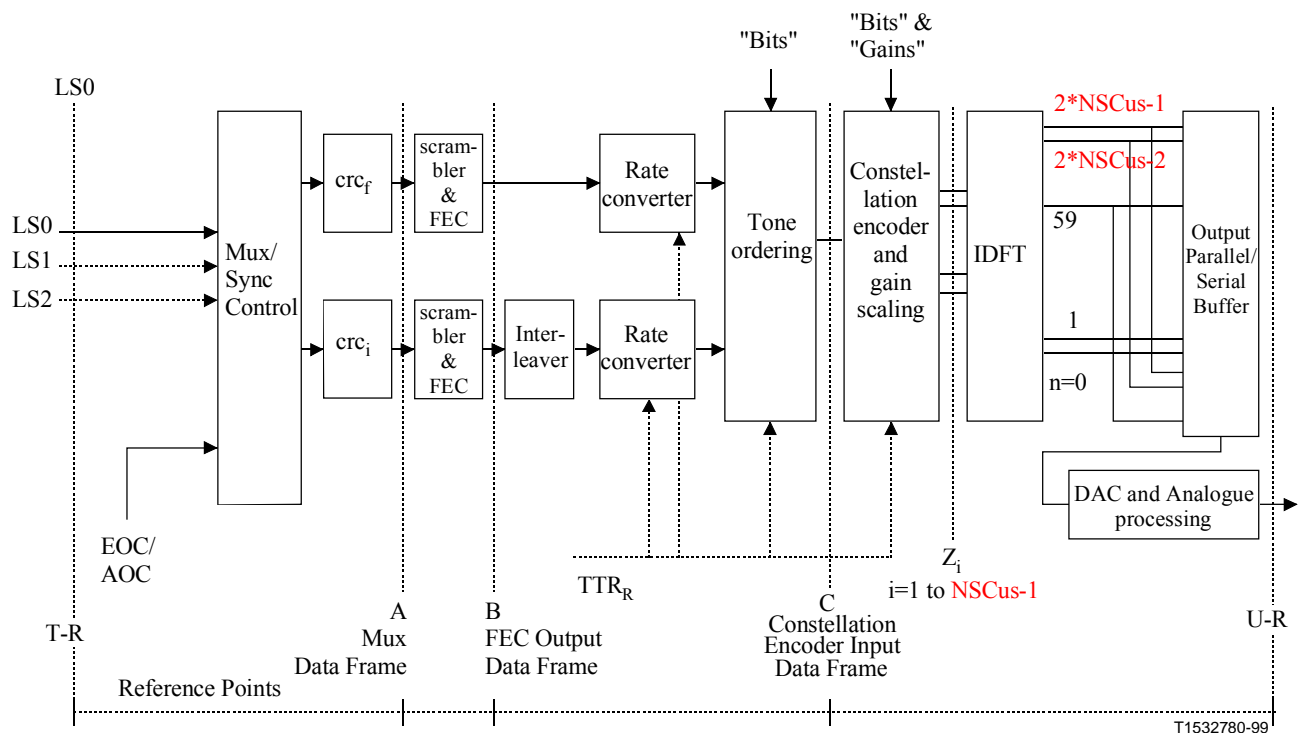 "Bits"
"Bits" &
"Gains"
LS0
2*NSCus-1
2*NSCus-2
scram-
bler
&
FEC
crc_f
Rate
converter
Constel-
lation
encoder
and
gain
scaling
LS0
LS1
LS2
Mux/
Sync
Control
Tone
ordering
IDFT
59
Output
Parallel/
Serial
Buffer
crc_i
scram-
bler
&
FEC
Inter-
leaver
Rate
converter
1
n=0
DAC and Analogue
processing
EOC/
AOC
TTR_R
Z_i
i=1 to NSCus-1
T-R
A
Mux
Data Frame
B
FEC Output
Data Frame
C
Constellation
Encoder Input
Data Frame
U-R
Reference Points
T1532780-99